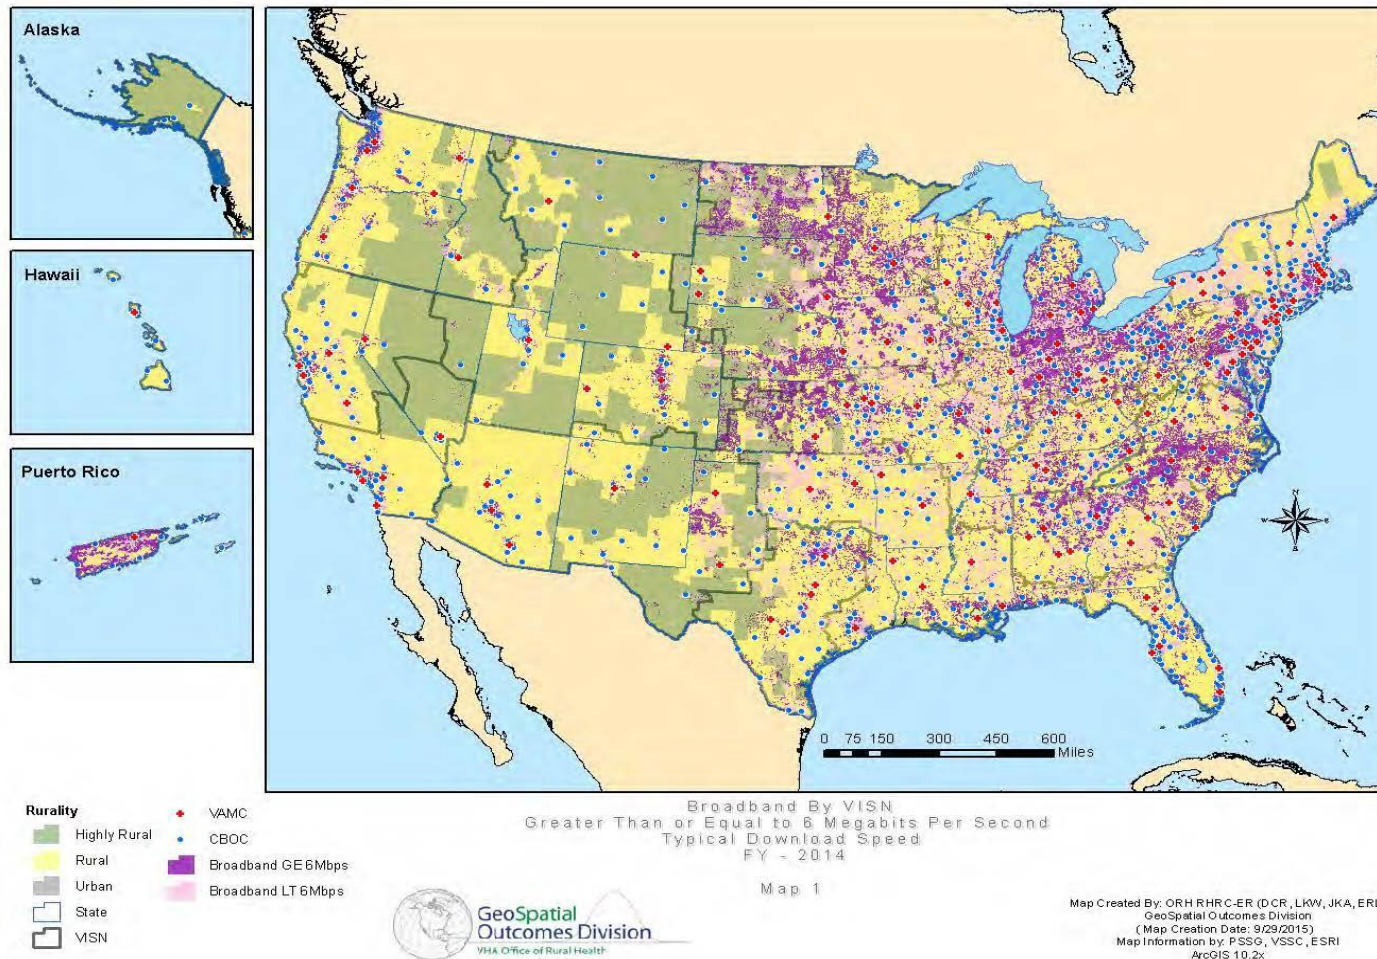 Alaska
Hawaii
Puerto Rico
N
W
E
S
0 75 150 300 450 600
Miles
Rurality
Highly Rural
Rural
Urban
State
VISN
VAMC
CBOC
Broadband GE 6Mbps
Broadband LT 6Mbps
Broadband By VISN
Greater Than or Equal to 6 Megabits Per Second
Typical Download Speed
FY - 2014
Map 1
GeoSpatial
Outcomes Division
VHA Office of Rural Health
Map Created By: ORH RHRC-ER (DCR, LKW, JKA, ERL
GeoSpatial Outcomes Division
( Map Creation Date: 9/29/2015)
Map Information by: PSSG, VSSC, ESRI
ArcGIS 10.2x